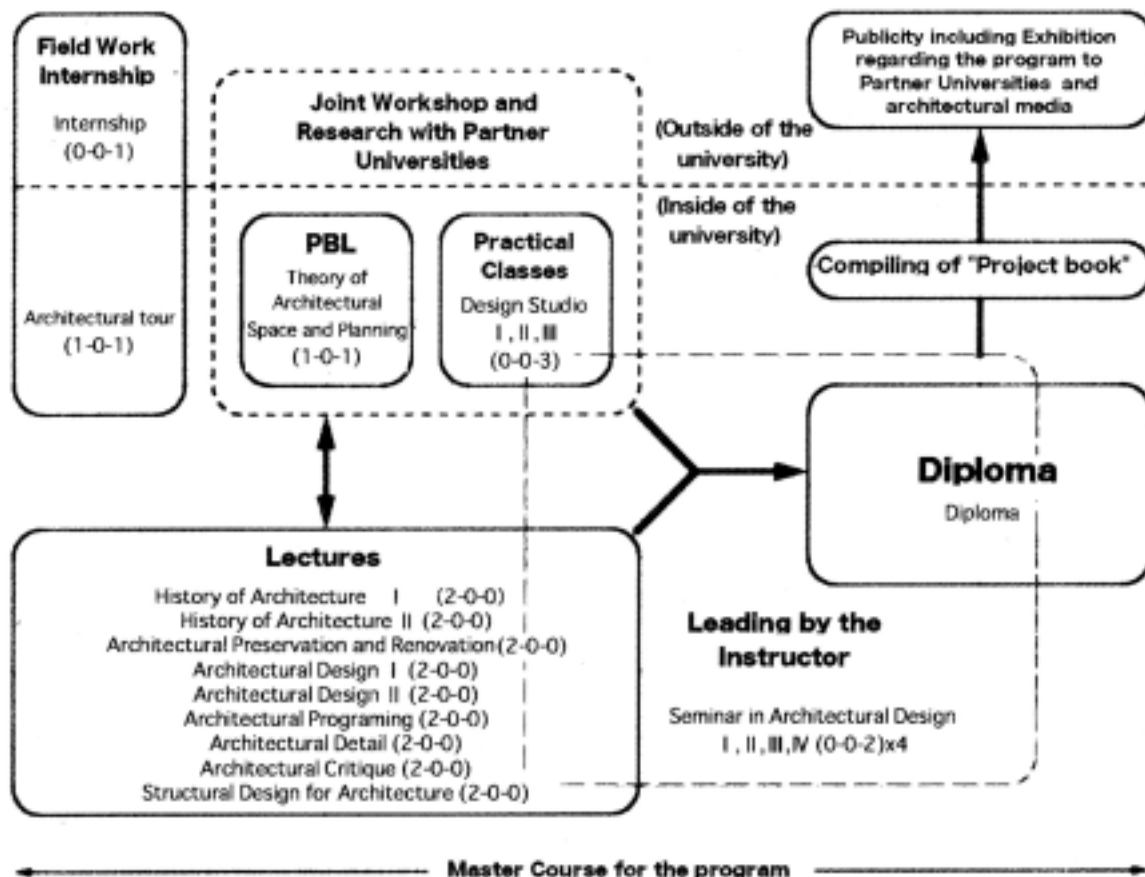 Field Work
Internship
Internship
(0-0-1)
Architectural tour
(1-0-1)
Joint Workshop and
Research with Partner
Universities
PBL
Theory of
Architectural
Space and Planning
(1-0-1)
Practical
Classes
Design Studio
I , II , III
(0-0-3)
(Outside of the
university)
(Inside of the
university)
Publicity including Exhibition
regarding the program to
Partner Universities and
architectural media
Compiling of "Project book"
Diploma
Diploma
Lectures
History of Architecture I (2-0-0)
History of Architecture II (2-0-0)
Architectural Preservation and Renovation(2-0-0)
Architectural Design I (2-0-0)
Architectural Design II (2-0-0)
Architectural Programing (2-0-0)
Architectural Detail (2-0-0)
Architectural Critique (2-0-0)
Structural Design for Architecture (2-0-0)
Leading by the
Instructor
Seminar in Architectural Design
I , II , III, IV (0-0-2)x4
Master Course for the program